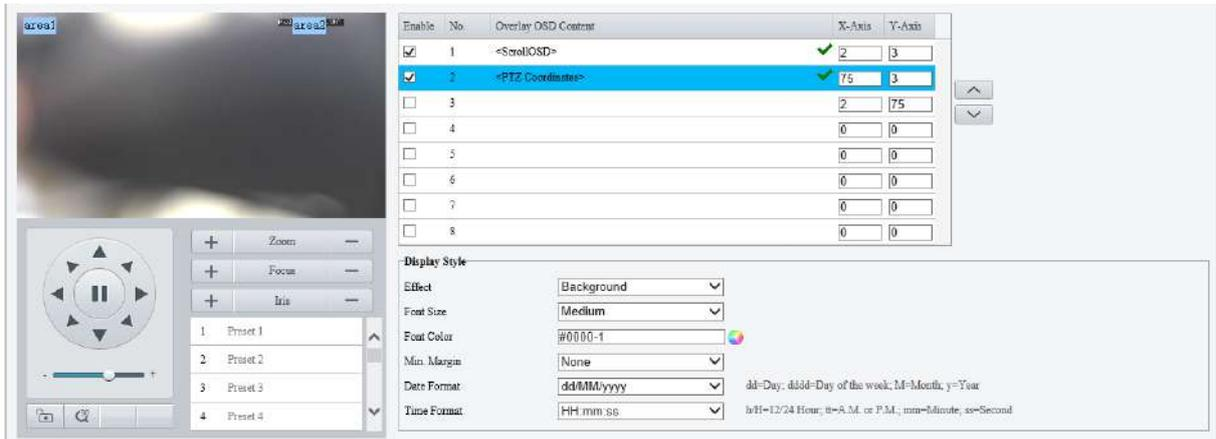 area1 area2
Enable No. Overlay OSD Content X-Axis Y-Axis
1 <ScrollOSD> 2 3
2 <PTZ Coordinates> 75 3
3 2 75
4 0 0
5 0 0
6 0 0
7 0 0
8 0 0
+ Zoom −
+ Focus −
+ Iris −
1 Preset 1
2 Preset 2
3 Preset 3
4 Preset 4
- +
Display Style
Effect Background
Font Size Medium
Font Color #0000-1
Min. Margin None
Date Format dd/MM/yyyy dd=Day; dddd=Day of the week; M=Month; y=Year
Time Format HH:mm:ss h/H=12/24 Hour; tt=A.M. or P.M.; mm=Minute; ss=Second